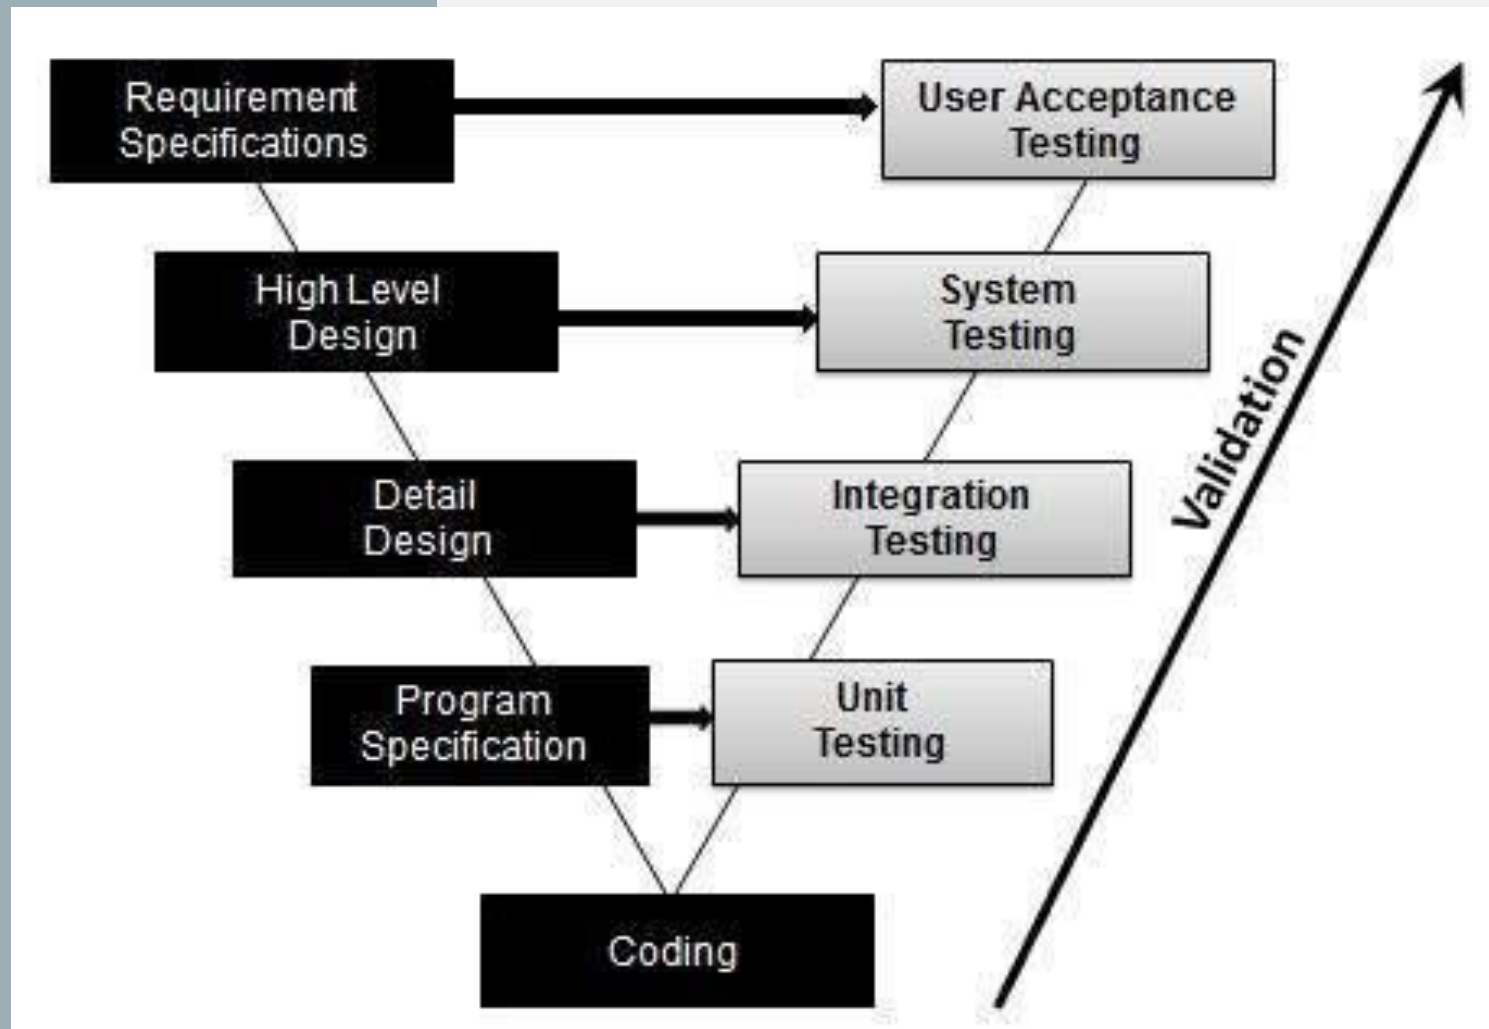 Requirement
Specifications
User Acceptance
Testing
High Level
Design
System
Testing
Detail
Design
Integration
Testing
Validation
Program
Specification
Unit
Testing
Coding